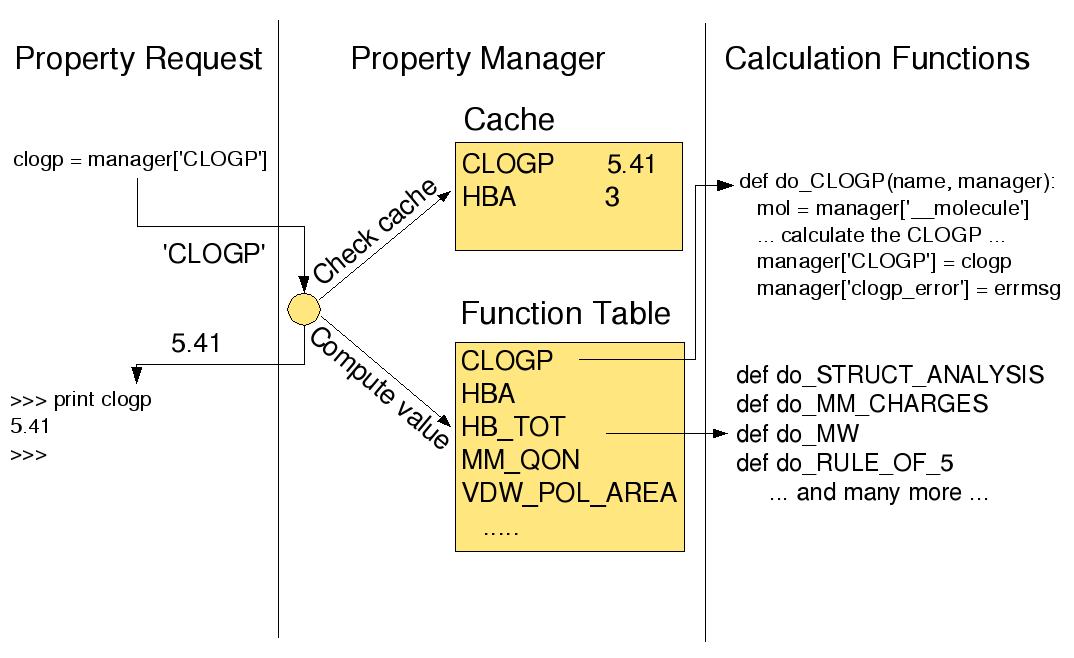 Property Request
clogp = manager['CLOGP']
'CLOGP'
5.41
>>> print clogp
5.41
>>>
Property Manager
Check cache
Compute value
Cache
CLOGP 5.41
HBA 3
Function Table
CLOGP
HBA
HB_TOT
MM_QON
VDW_POL_AREA
.....
Calculation Functions
def do_CLOGP(name, manager):
mol = manager['__molecule']
... calculate the CLOGP ...
manager['CLOGP'] = clogp
manager['clogp_error'] = errmsg
def do_STRUCT_ANALYSIS
def do_MM_CHARGES
def do_MW
def do_RULE_OF_5
... and many more ...